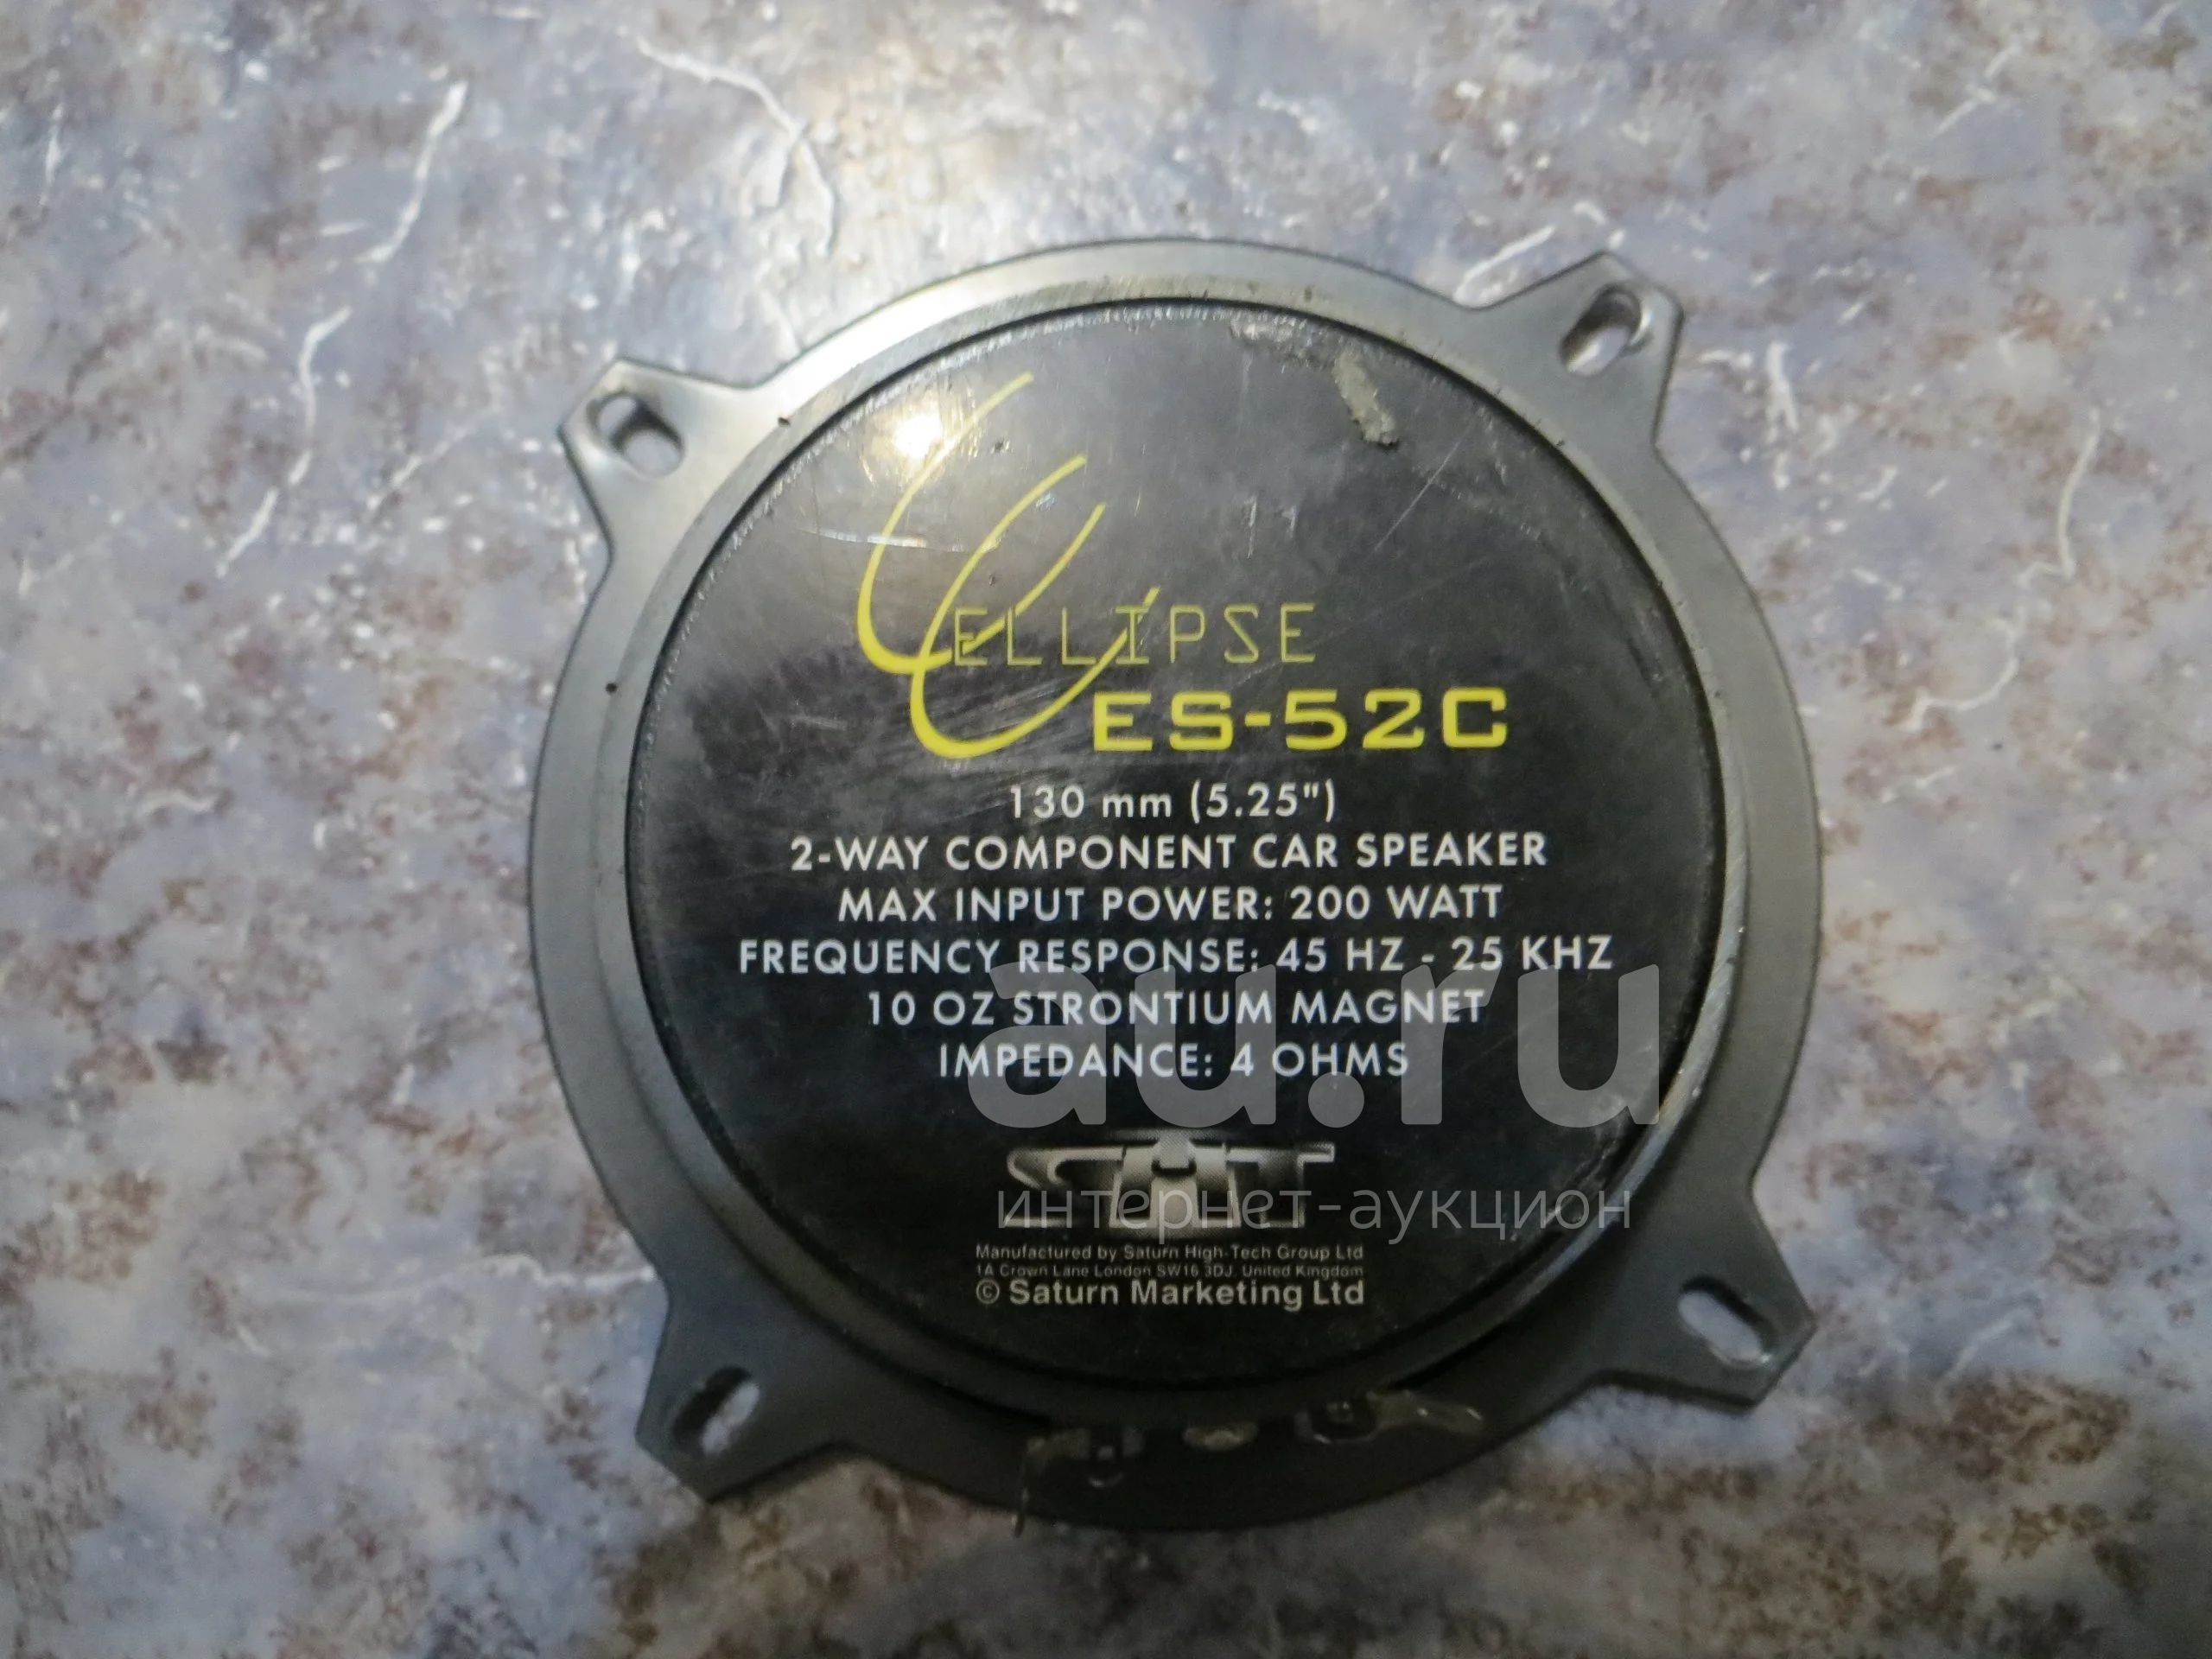 ELLIPSE
ES-52C
130 mm (5.25")
2-WAY COMPONENT CAR SPEAKER
MAX INPUT POWER: 200 WATT
FREQUENCY RESPONSE: 45 HZ - 25 KHZ
10 OZ STRONTIUM MAGNET
IMPEDANCE: 4 OHMS
au.ru
SHT
интернет-аукцион
Manufactured by Saturn High-Tech Group Ltd
1A Crown Lane London SW16 3DJ, United Kingdom
© Saturn Marketing Ltd